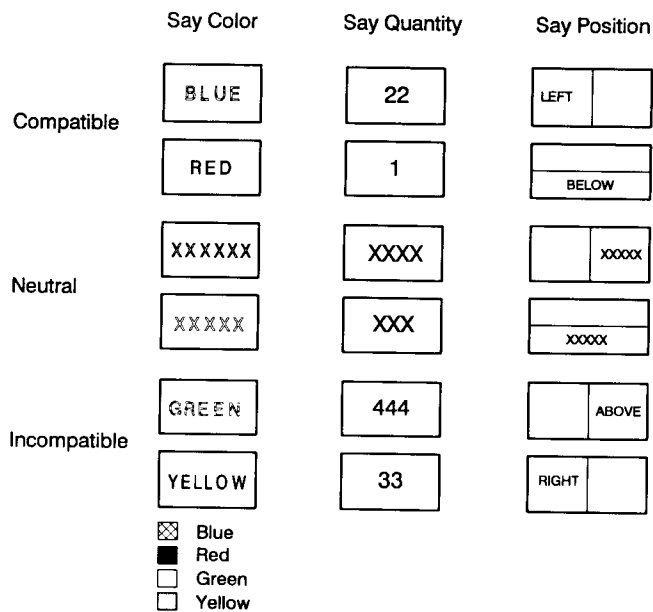 Say Color Say Quantity Say Position
BLUE 22 LEFT
Compatible
RED 1 BELOW
XXXXXX XXXX XXXXX
Neutral
XXXXX XXX XXXXX
GREEN 444 ABOVE
Incompatible
YELLOW 33 RIGHT
Blue
Red
Green
Yellow